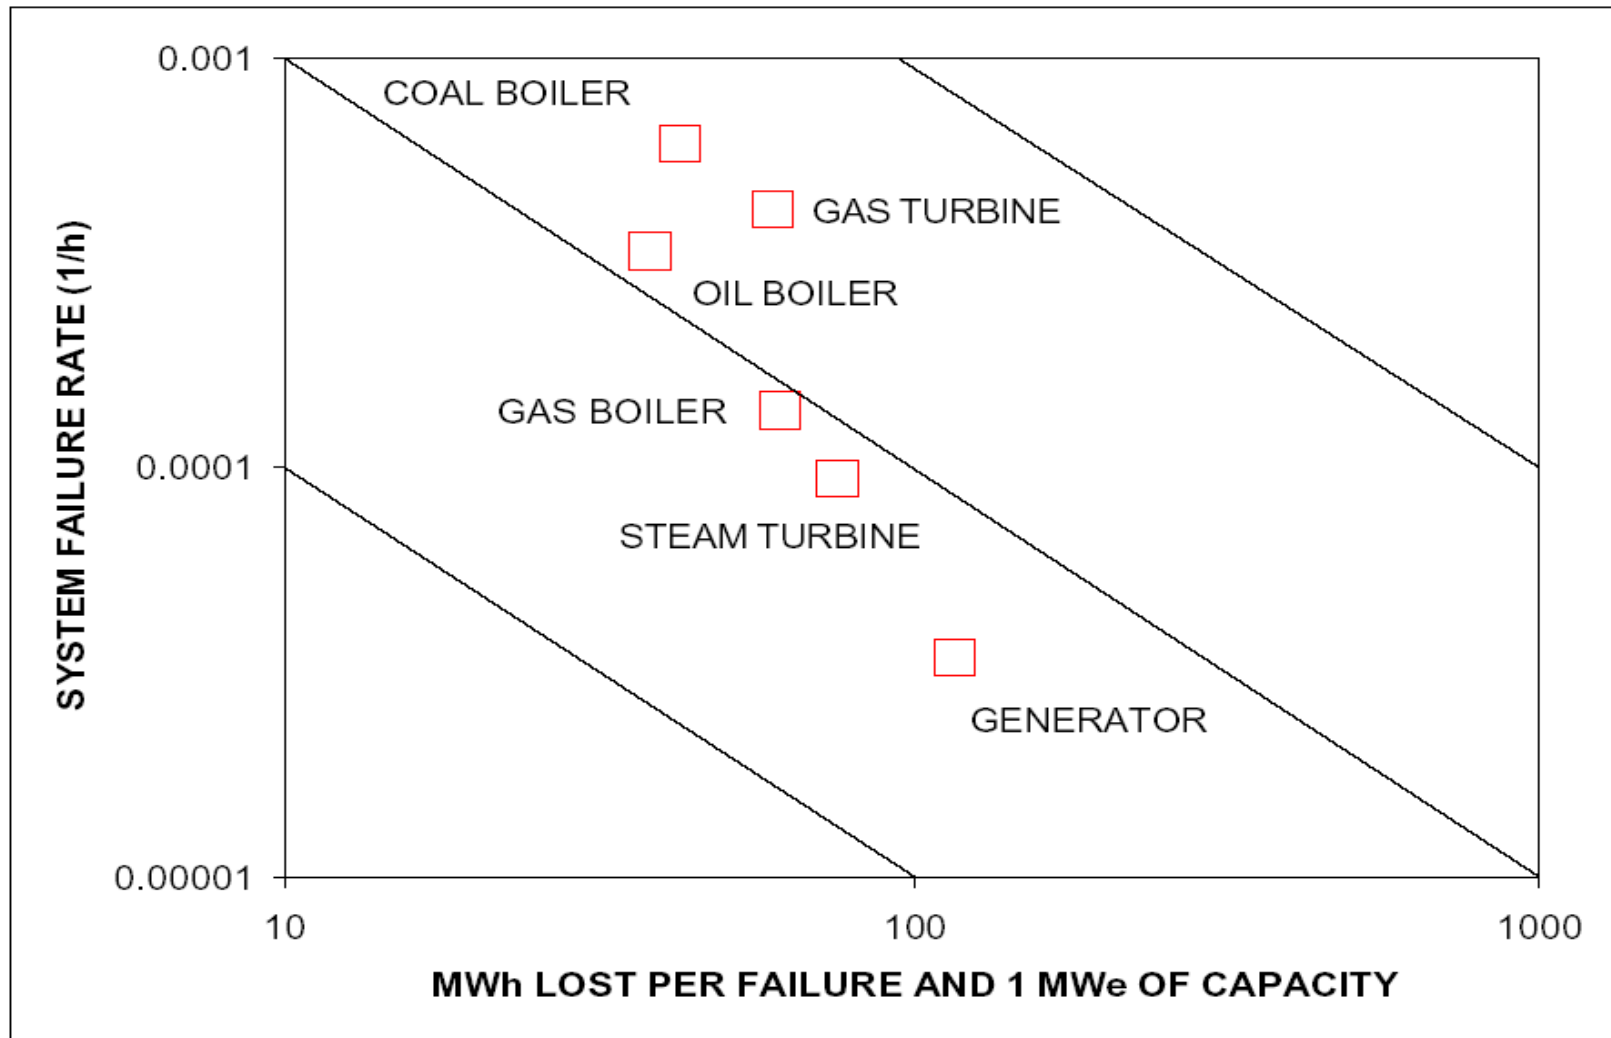 0.001
COAL BOILER
GAS TURBINE
OIL BOILER
GAS BOILER
0.0001
STEAM TURBINE
GENERATOR
0.00001
10 100 1000
SYSTEM FAILURE RATE (1/h)
MWh LOST PER FAILURE AND 1 MWe OF CAPACITY